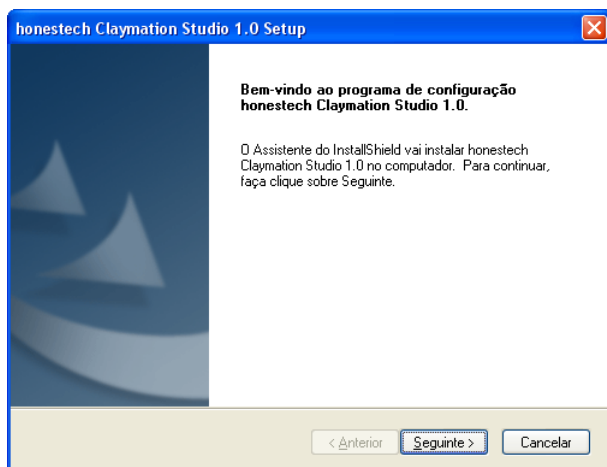 honestech Claymation Studio 1.0 Setup
Bem-vindo ao programa de configuração
honestech Claymation Studio 1.0.
O Assistente do InstallShield vai instalar honestech
Claymation Studio 1.0 no computador. Para continuar,
faça clique sobre Seguinte.
< Anterior Seguinte > Cancelar